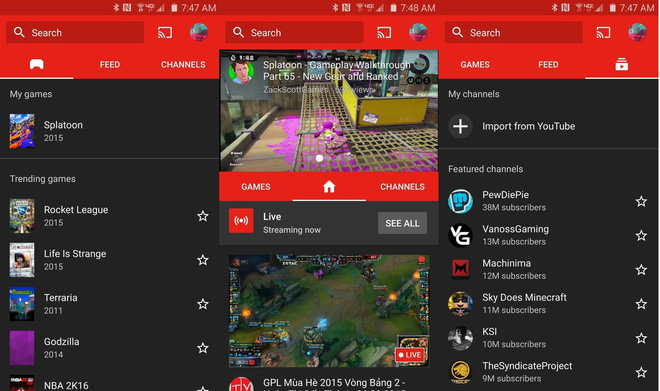 7:47 AM
Search
FEED
CHANNELS
My games
Splatoon
2015
Trending games
Rocket League
2015
Life Is Strange
2015
Terraria
2011
Godzilla
2014
NBA 2K16
7:48 AM
Search
1:48
Splatoon - Gameplay Walkthrough
Part 65 - New Gear and Ranked
ZackScottGames
views
GAMES
CHANNELS
Live
Streaming now
SEE ALL
LIVE
GPL Mùa Hè 2015 Vòng Bảng 2 -
7:47 AM
Search
GAMES
FEED
My channels
Import from YouTube
Featured channels
PewDiePie
38M subscribers
VanossGaming
13M subscribers
Machinima
12M subscribers
Sky Does Minecraft
11M subscribers
KSI
10M subscribers
TheSyndicateProject
9M subscribers